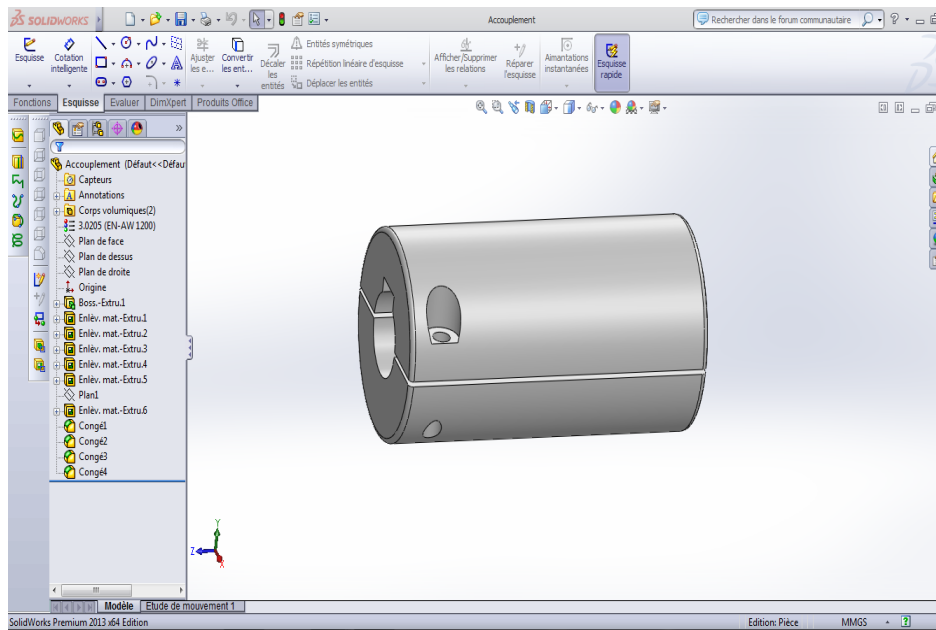 SOLIDWORKS
Accouplement
Rechercher dans le forum communautaire
Esquisse
Cotation intelligente
Ajuster les e...
Convertir les ent...
Décaler les entités
Entités symétriques
Répétition linéaire d'esquisse
Déplacer les entités
Afficher/Supprimer les relations
Réparer l'esquisse
Aimantations instantanées
Esquisse rapide
Fonctions Esquisse Evaluer DimXpert Produits Office
Accouplement (Défaut<<Défau
Capteurs
Annotations
Corps volumiques(2)
3.0205 (EN-AW 1200)
Plan de face
Plan de dessus
Plan de droite
Origine
Boss.-Extru.1
Enlèv. mat.-Extru.1
Enlèv. mat.-Extru.2
Enlèv. mat.-Extru.3
Enlèv. mat.-Extru.4
Enlèv. mat.-Extru.5
Plan1
Enlèv. mat.-Extru.6
Congé1
Congé2
Congé3
Congé4
Y
Z
X
Modèle Etude de mouvement 1
SolidWorks Premium 2013 x64 Edition
Edition: Pièce
MMGS